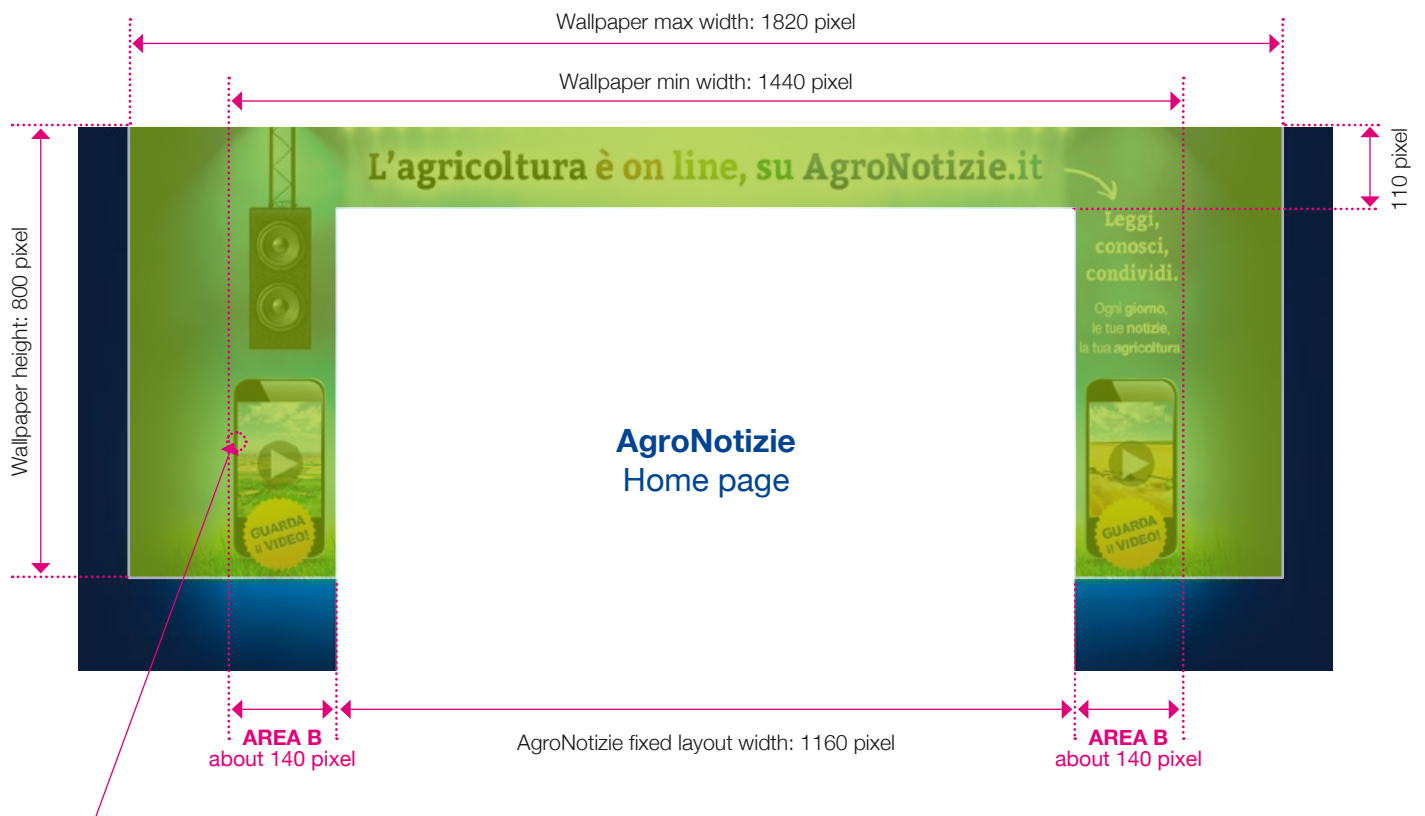 Wallpaper max width: 1820 pixel
Wallpaper min width: 1440 pixel
110 pixel
Wallpaper height: 800 pixel
L'agricoltura è on line, su AgroNotizie.it
Leggi,
conosci,
condividi.
Ogni giorno,
le tue notizie,
la tua agricoltura
AgroNotizie
Home page
GUARDA
il VIDEO!
GUARDA
il VIDEO!
AREA B
about 140 pixel
AgroNotizie fixed layout width: 1160 pixel
AREA B
about 140 pixel